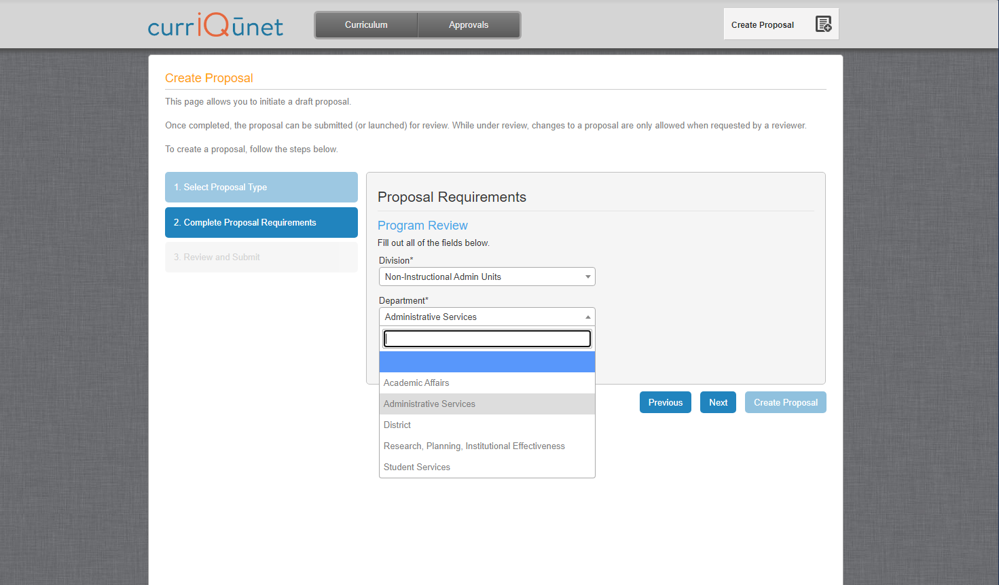 currIQūnet
Curriculum
Approvals
Create Proposal
Create Proposal
This page allows you to initiate a draft proposal.
Once completed, the proposal can be submitted (or launched) for review. While under review, changes to a proposal are only allowed when requested by a reviewer.
To create a proposal, follow the steps below.
1. Select Proposal Type
2. Complete Proposal Requirements
3. Review and Submit
Proposal Requirements
Program Review
Fill out all of the fields below.
Division*
Non-Instructional Admin Units
Department*
Administrative Services
Academic Affairs
Administrative Services
District
Research, Planning, Institutional Effectiveness
Student Services
Previous
Next
Create Proposal